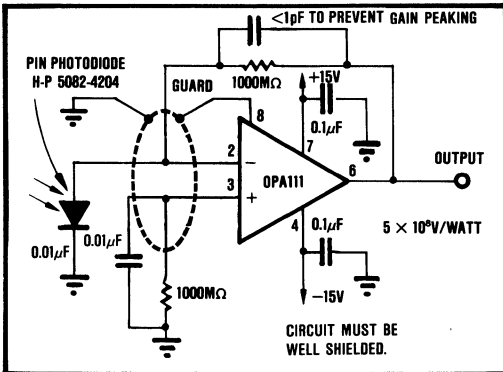 <1pF TO PREVENT GAIN PEAKING
PIN PHOTODIODE
H-P 5082-4204
1000MΩ
+15V
GUARD
8
0.1μF
7
2
−
OPA111
6
OUTPUT
3
+
0.1μF
4
5 × 10⁸V/WATT
0.01μF
0.01μF
1000MΩ
−15V
CIRCUIT MUST BE
WELL SHIELDED.